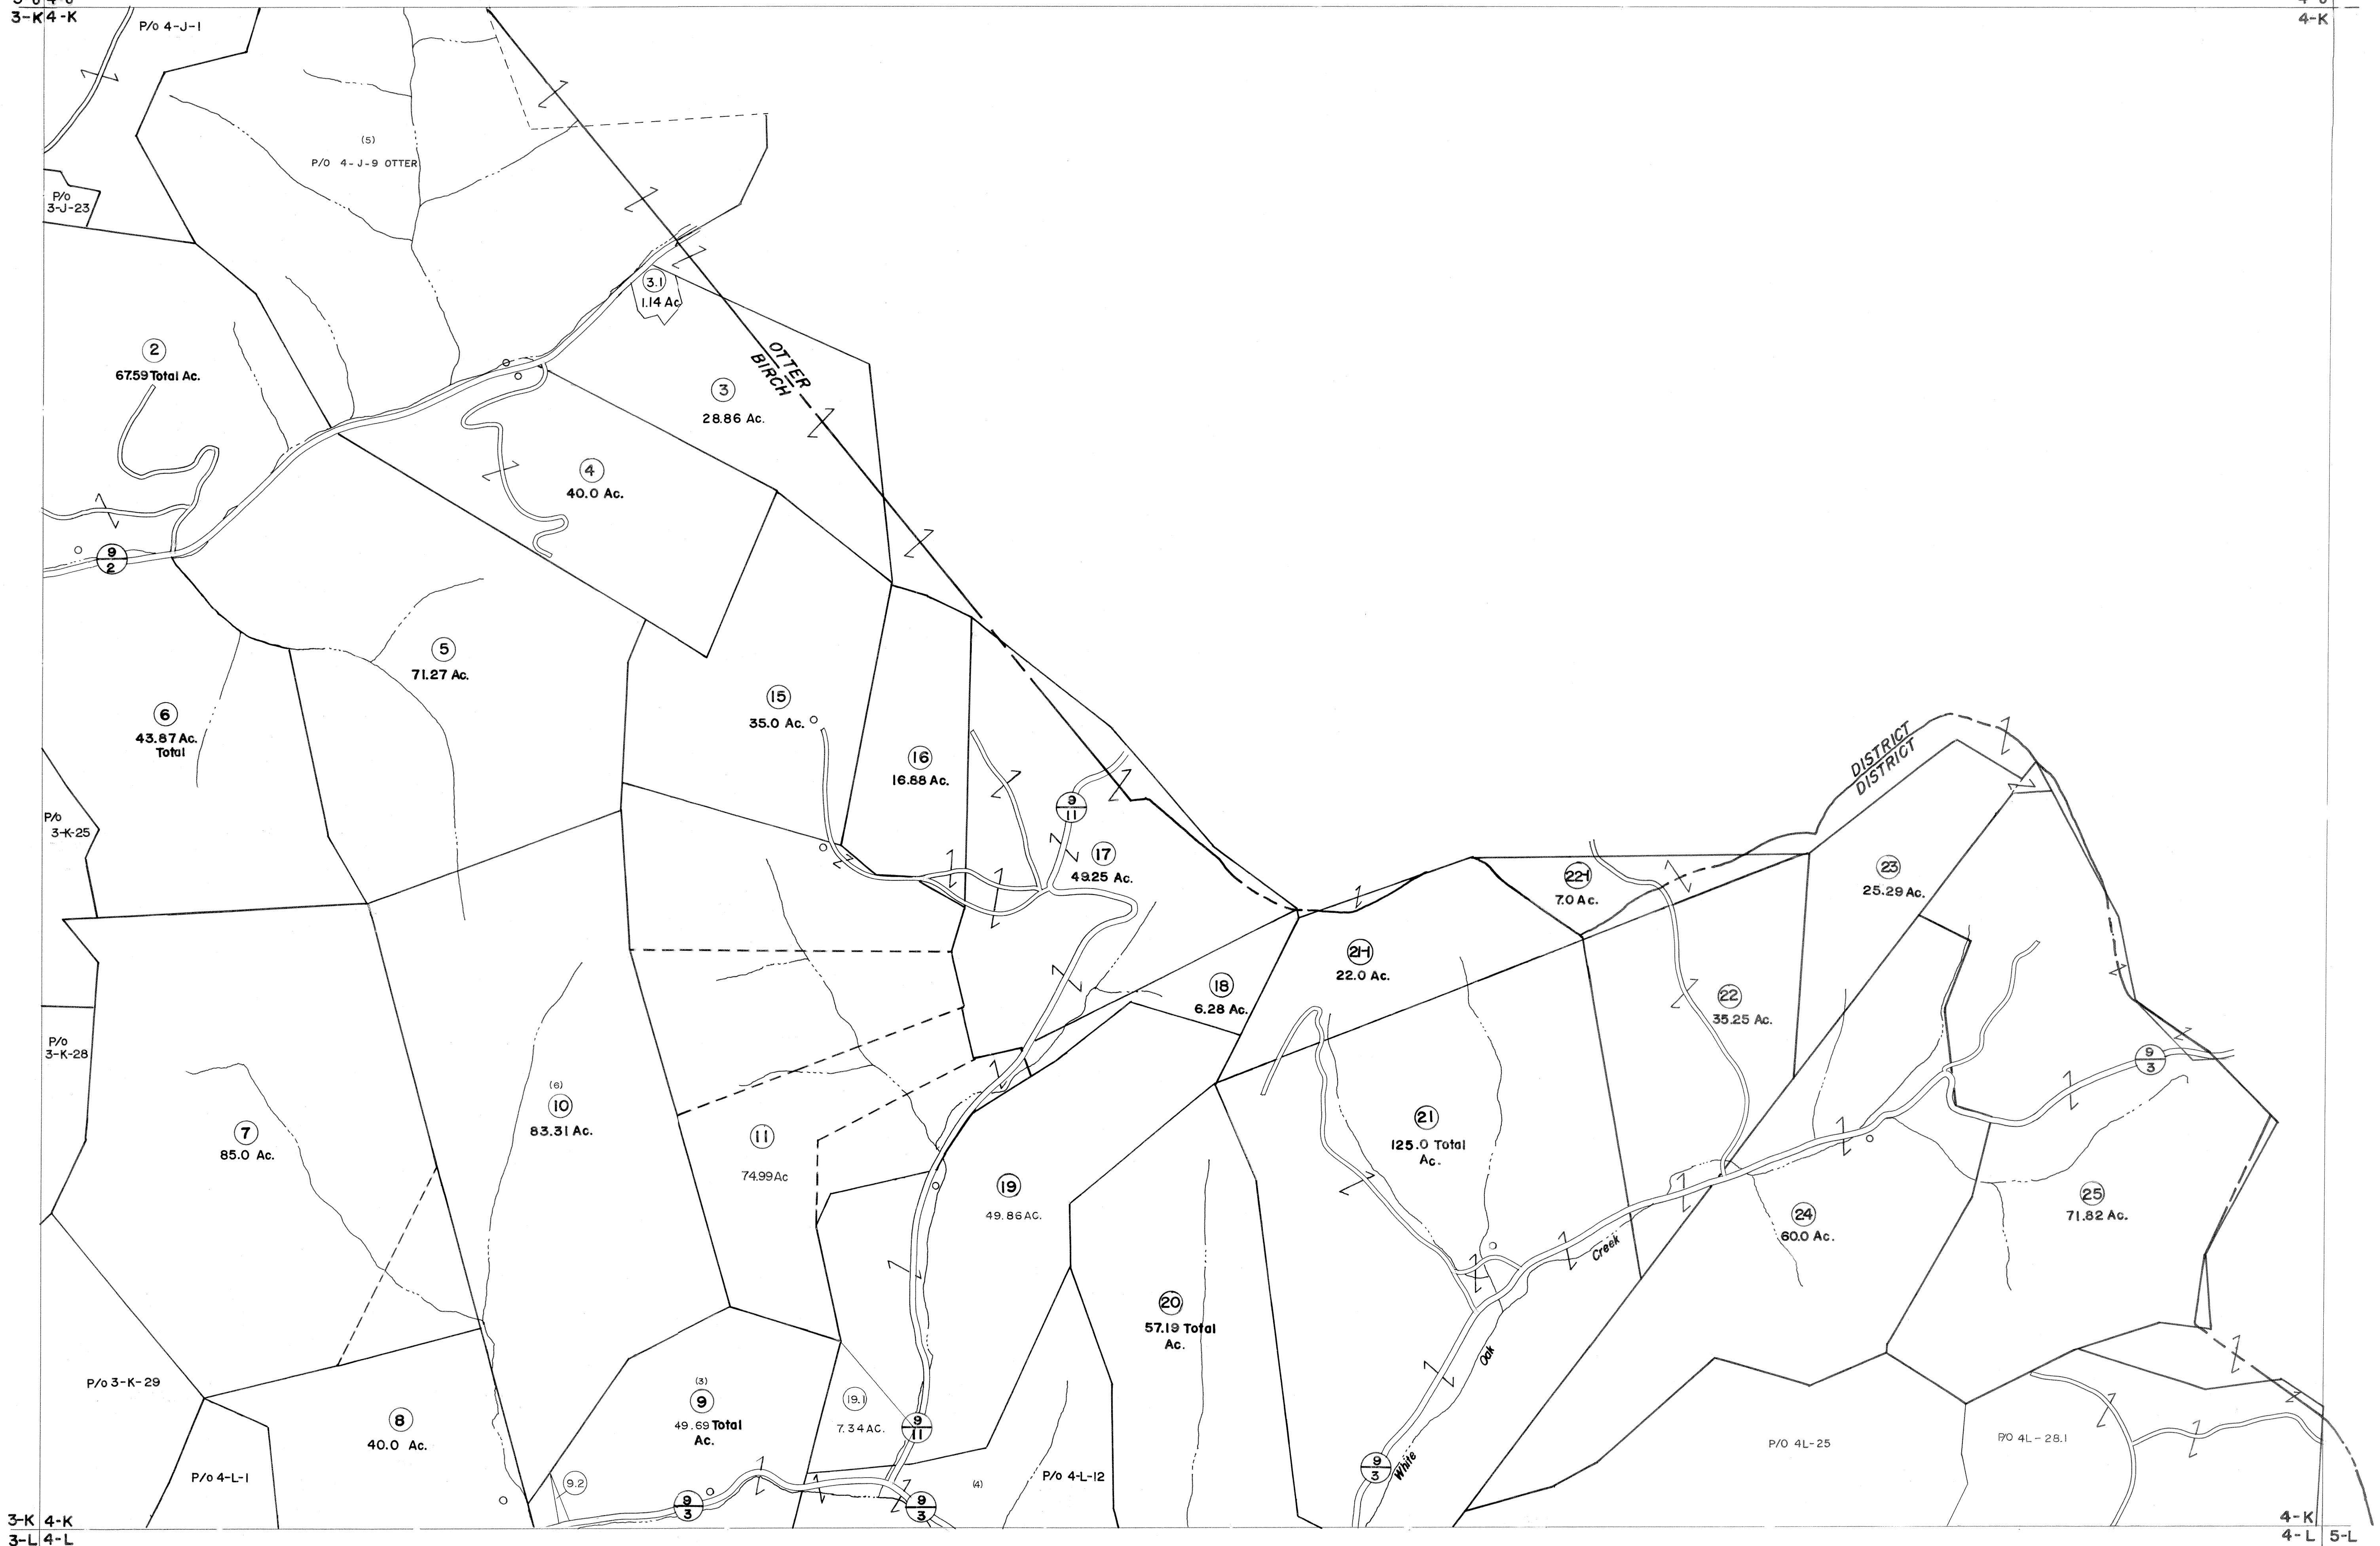 3-K 4-K
4-K
P/o 4-J-1
(5)
P/O 4-J-9 OTTER
P/o
3-J-23
3.1
1.14 Ac
2
67.59 Total Ac.
OTTER
BIRCH
3
28.86 Ac.
4
40.0 Ac.
9
2
5
71.27 Ac.
6
43.87 Ac.
Total
15
35.0 Ac.
16
16.88 Ac.
DISTRICT
DISTRICT
9
11
P/o
3-K-25
17
49.25 Ac.
22-1
7.0 Ac.
23
25.29 Ac.
21-1
22.0 Ac.
18
6.28 Ac.
22
35.25 Ac.
P/o
3-K-28
9
3
(6)
10
83.31 Ac.
7
85.0 Ac.
11
74.99 Ac
21
125.0 Total
Ac.
19
49.86 AC.
25
71.82 Ac.
24
60.0 Ac.
Creek
20
57.19 Total
Ac.
Oak
P/o 3-K-29
(3)
9
49.69 Total
Ac.
19.1
7.34 AC.
8
40.0 Ac.
9
11
P/O 4L-25
P/O 4L-28.1
White
9
3
P/o 4-L-1
9.2
(4)
P/o 4-L-12
9
3
9
3
3-K 4-K
3-L 4-L
4-K
4-L 5-L